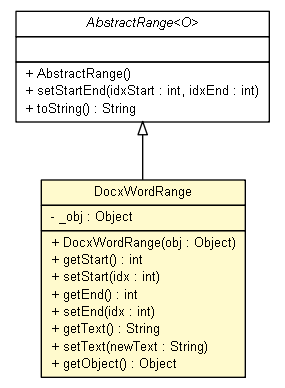 AbstractRange<O>
+ AbstractRange()
+ setStartEnd(idxStart : int, idxEnd : int)
+ toString() : String
DocxWordRange
- _obj : Object
+ DocxWordRange(obj : Object)
+ getStart() : int
+ setStart(idx : int)
+ getEnd() : int
+ setEnd(idx : int)
+ getText() : String
+ setText(newText : String)
+ getObject() : Object